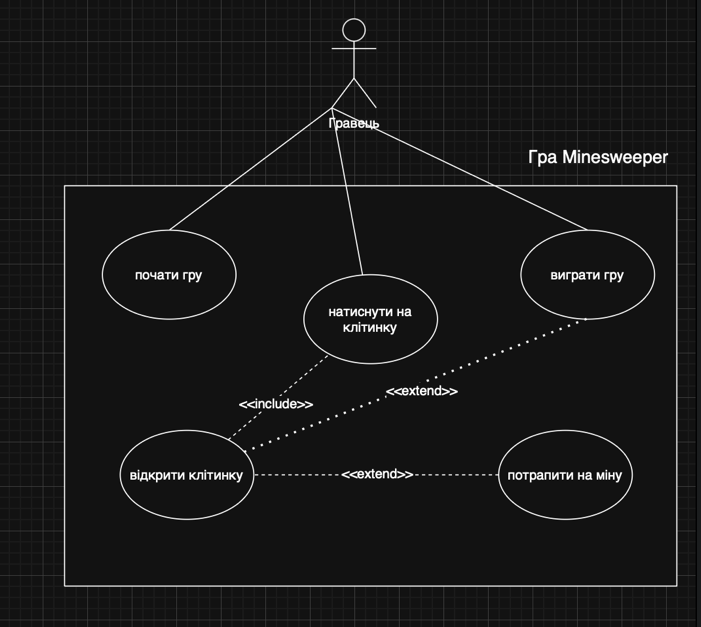 Гравець
Гра Minesweeper
почати гру
виграти гру
натиснути на
клітинку
<<extend>>
<<include>>
відкрити клітинку
<<extend>>
потрапити на міну